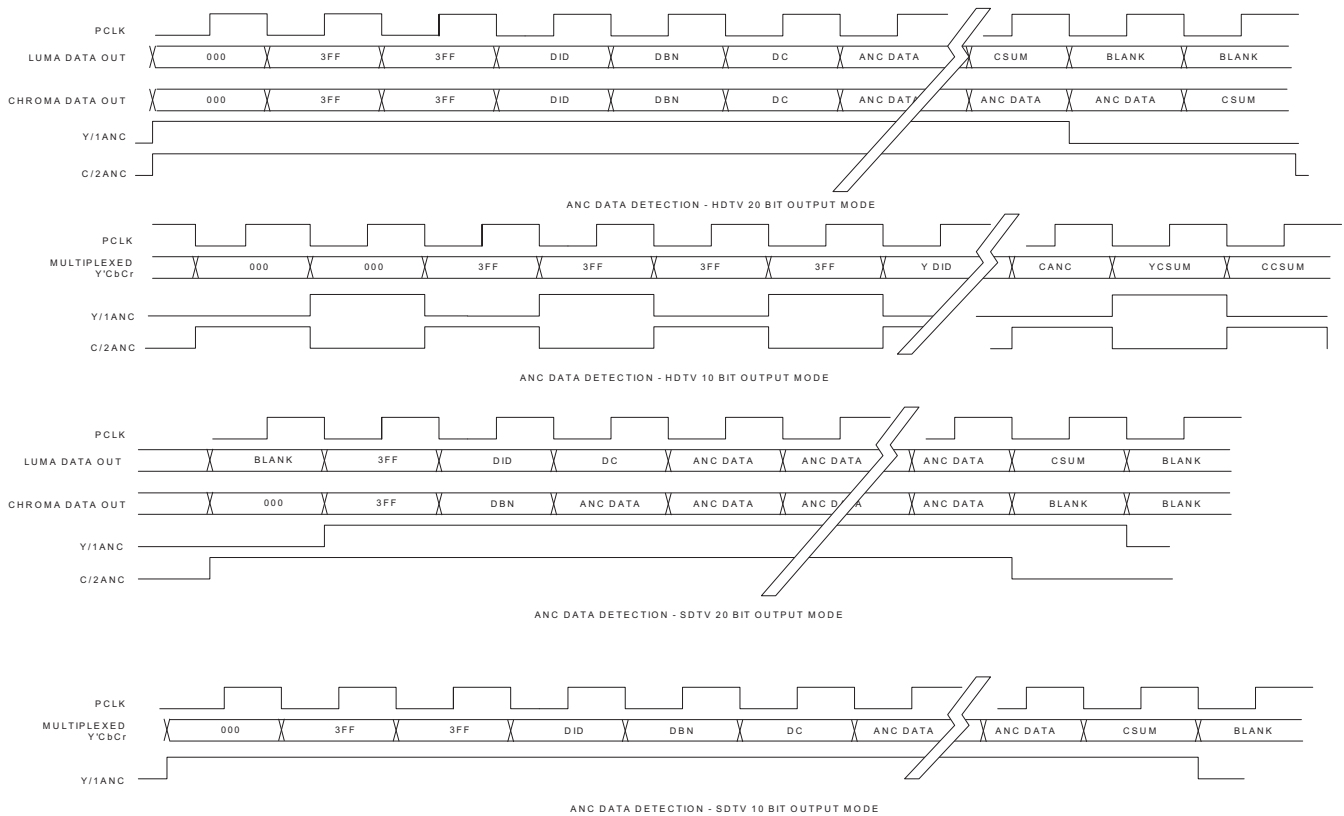 PCLK
LUMA DATA OUT 000 3FF 3FF DID DBN DC ANC DATA CSUM BLANK BLANK
CHROMA DATA OUT 000 3FF 3FF DID DBN DC ANC DATA ANC DATA ANC DATA CSUM
Y/1ANC
C/2ANC
ANC DATA DETECTION - HDTV 20 BIT OUTPUT MODE
PCLK
MULTIPLEXED
Y'CbCr 000 000 3FF 3FF 3FF 3FF Y DID CANC YCSUM CCSUM
Y/1ANC
C/2ANC
ANC DATA DETECTION - HDTV 10 BIT OUTPUT MODE
PCLK
LUMA DATA OUT BLANK 3FF DID DC ANC DATA ANC DATA ANC DATA CSUM BLANK
CHROMA DATA OUT 000 3FF DBN ANC DATA ANC DATA ANC DATA ANC DATA BLANK BLANK
Y/1ANC
C/2ANC
ANC DATA DETECTION - SDTV 20 BIT OUTPUT MODE
PCLK
MULTIPLEXED
Y'CbCr 000 3FF 3FF DID DBN DC ANC DATA ANC DATA CSUM BLANK
Y/1ANC
ANC DATA DETECTION - SDTV 10 BIT OUTPUT MODE